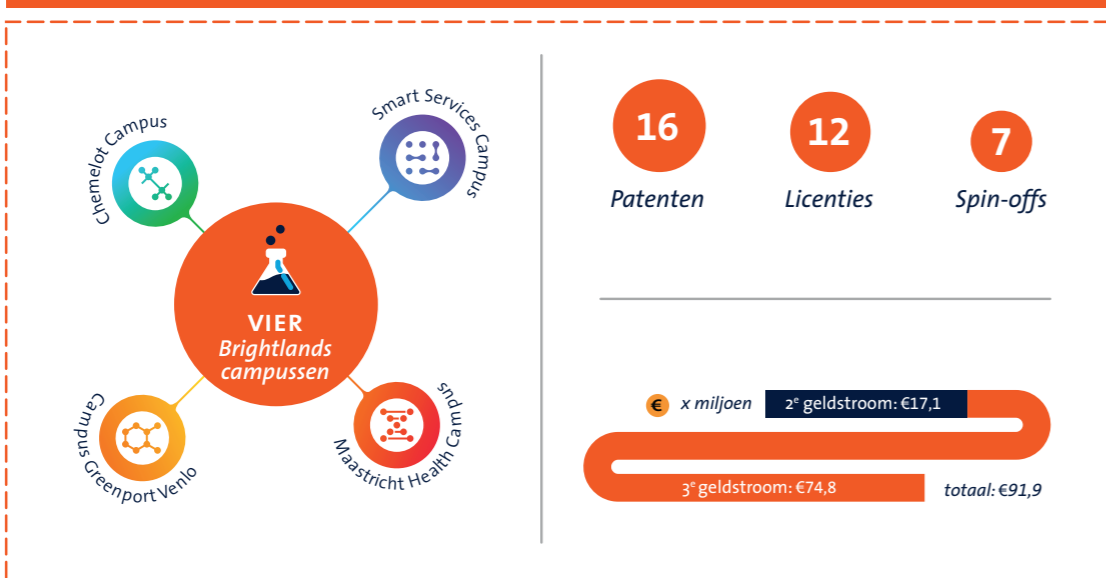 Chemelot Campus
Smart Services Campus
VIER
Brightlands
campussen
Campus Greenport Venlo
Maastricht Health Campus
16
Patenten
12
Licenties
7
Spin-offs
€ x miljoen
2e geldstroom: €17,1
3e geldstroom: €74,8
totaal: €91,9